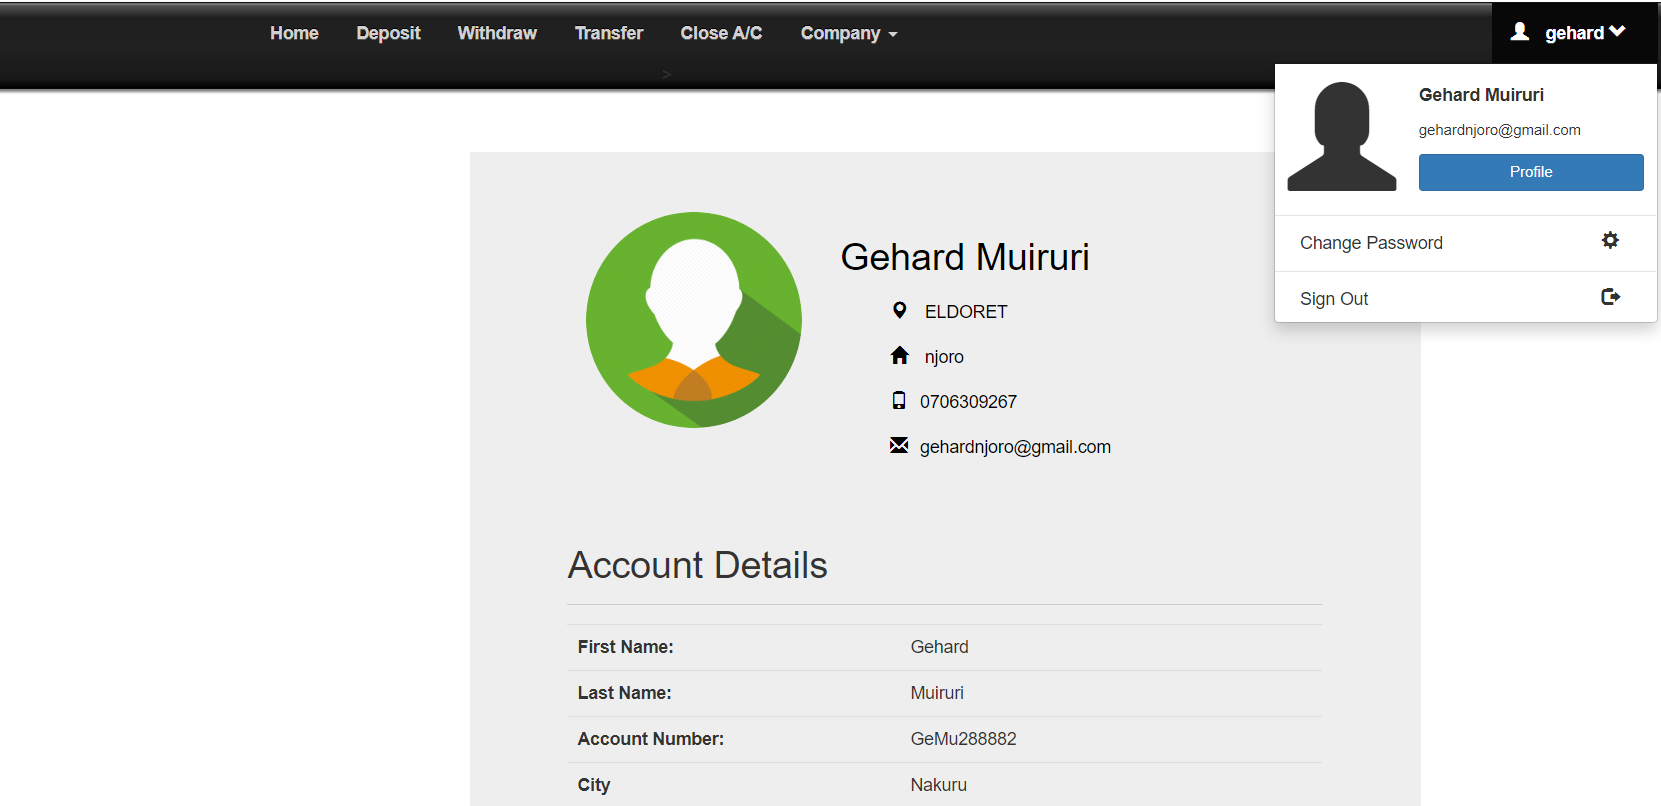 Home Deposit Withdraw Transfer Close A/C Company gehard
>
Gehard Muiruri
gehardnjoro@gmail.com
Profile
Change Password
Sign Out
Gehard Muiruri
ELDORET
njoro
0706309267
gehardnjoro@gmail.com
Account Details
First Name: Gehard
Last Name: Muiruri
Account Number: GeMu288882
City Nakuru